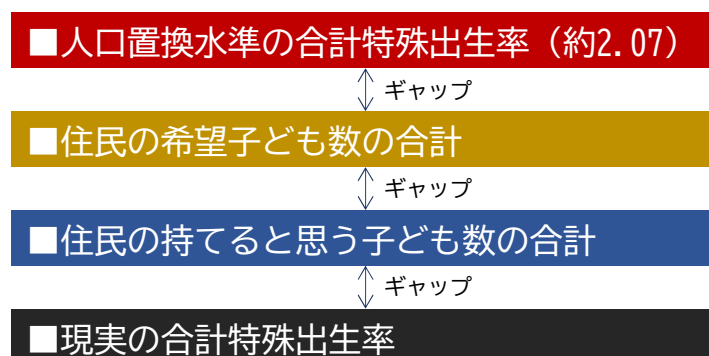 ■人口置換水準の合計特殊出生率（約2.07）
ギャップ
■住民の希望子ども数の合計
ギャップ
■住民の持てると思う子ども数の合計
ギャップ
■現実の合計特殊出生率